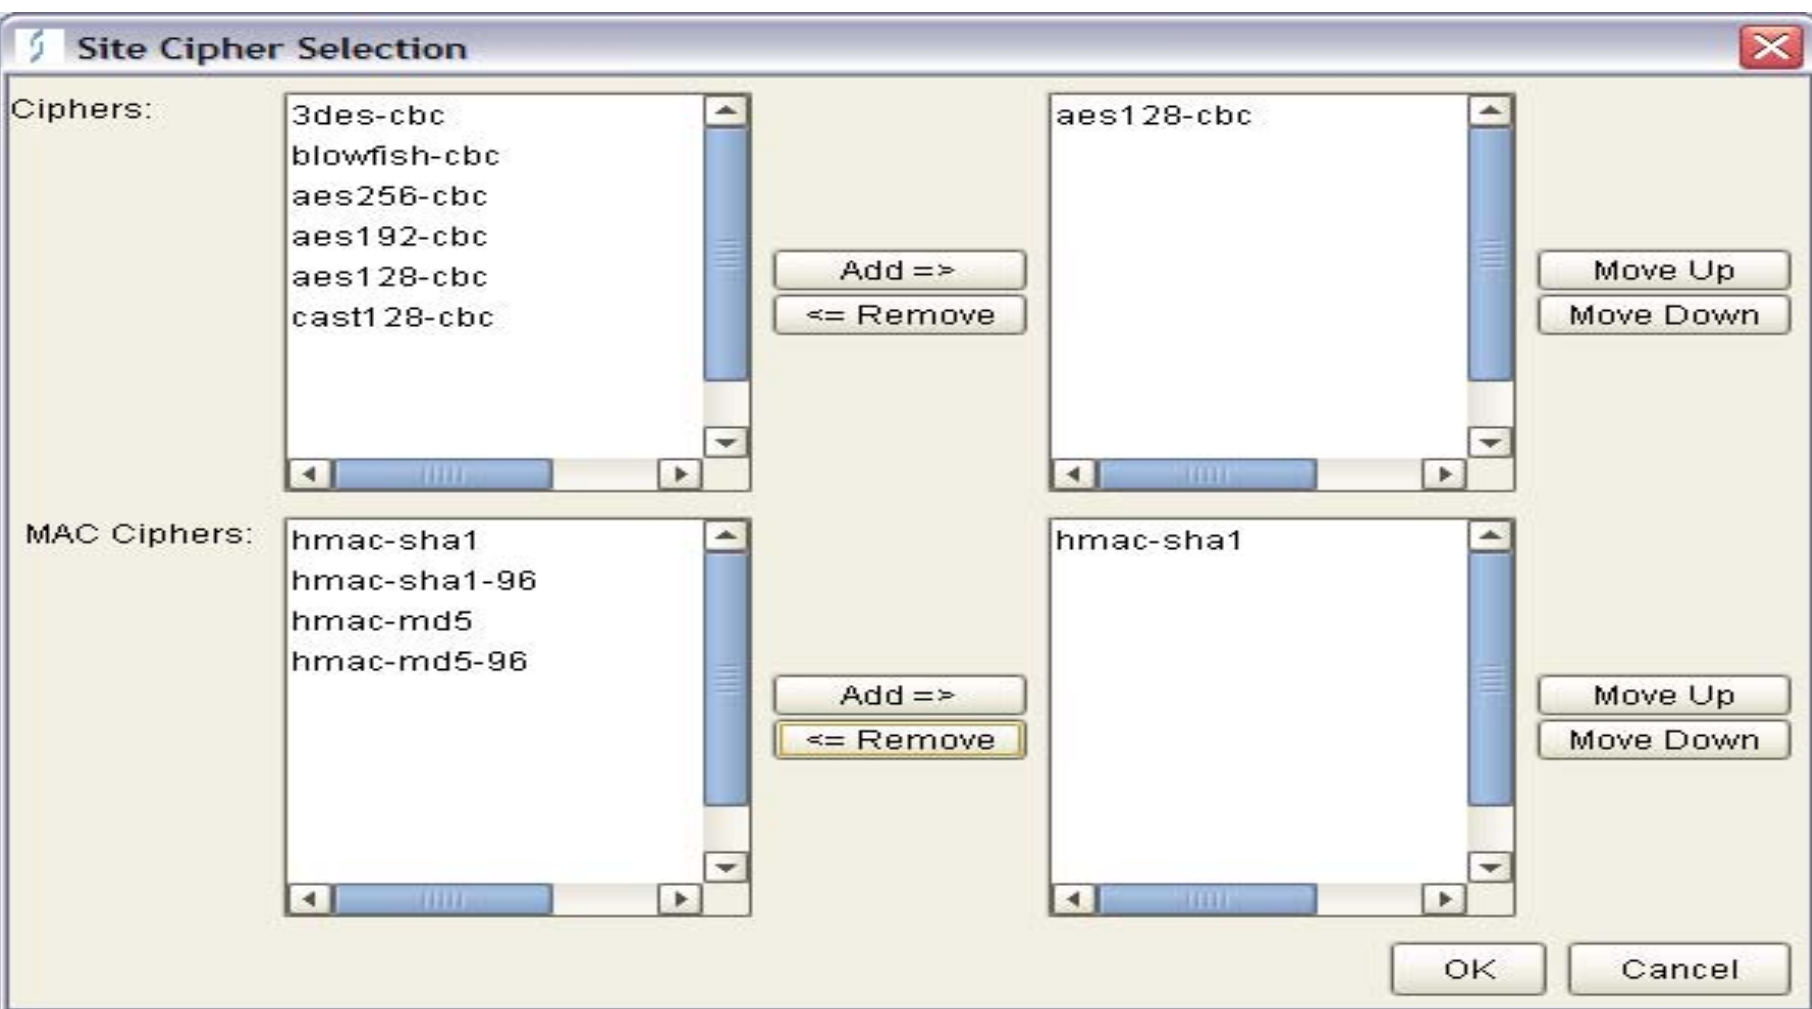 Site Cipher Selection
Ciphers:
3des-cbc
blowfish-cbc
aes256-cbc
aes192-cbc
aes128-cbc
cast128-cbc
Add =>
<= Remove
aes128-cbc
Move Up
Move Down
MAC Ciphers:
hmac-sha1
hmac-sha1-96
hmac-md5
hmac-md5-96
Add =>
<= Remove
hmac-sha1
Move Up
Move Down
OK
Cancel